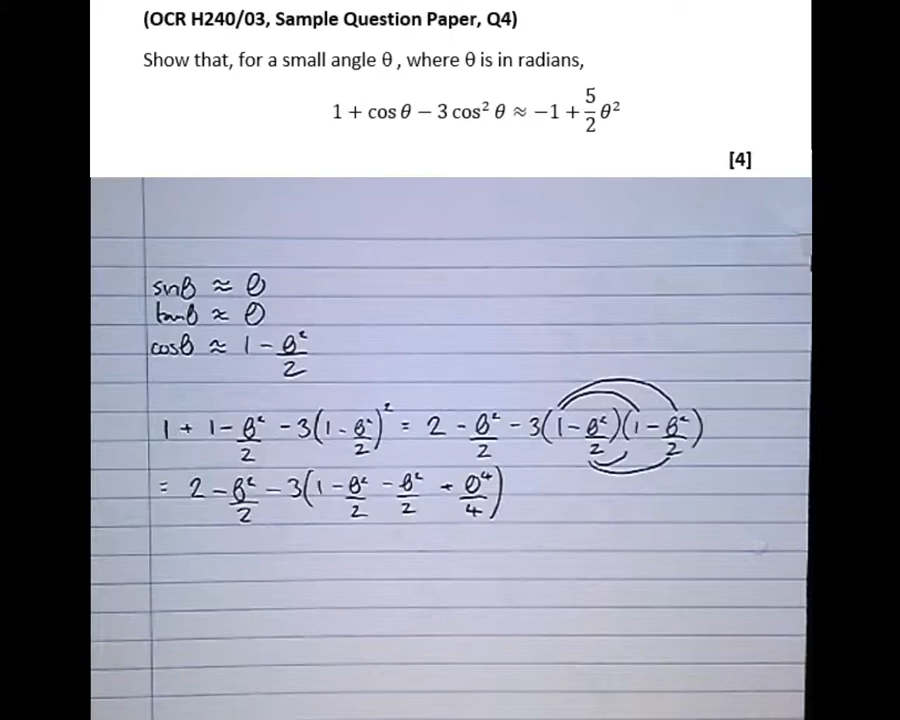 (OCR H240/03, Sample Question Paper, Q4)
Show that, for a small angle θ , where θ is in radians,
1 + cos θ − 3 cos² θ ≈ −1 + 5/2 θ²
[4]
sinθ ≈ θ
tanθ ≈ θ
cosθ ≈ 1 − θ²/2
1 + 1 − θ²/2 − 3(1 − θ²/2)² = 2 − θ²/2 − 3(1 − θ²/2)(1 − θ²/2)
= 2 − θ²/2 − 3(1 − θ²/2 − θ²/2 + θ⁴/4)